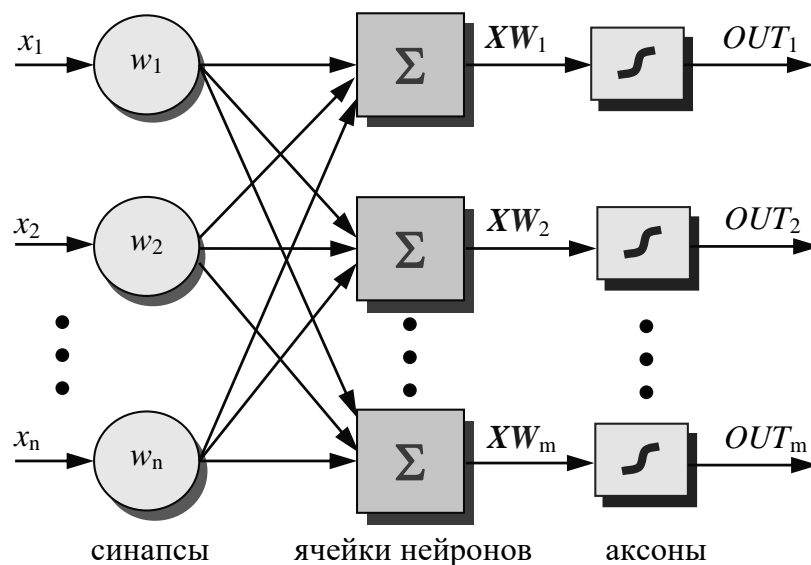 x₁ w₁ Σ XW₁ OUT₁
x₂ w₂ Σ XW₂ OUT₂
xₙ wₙ Σ XWₘ OUTₘ
синапсы ячейки нейронов аксоны